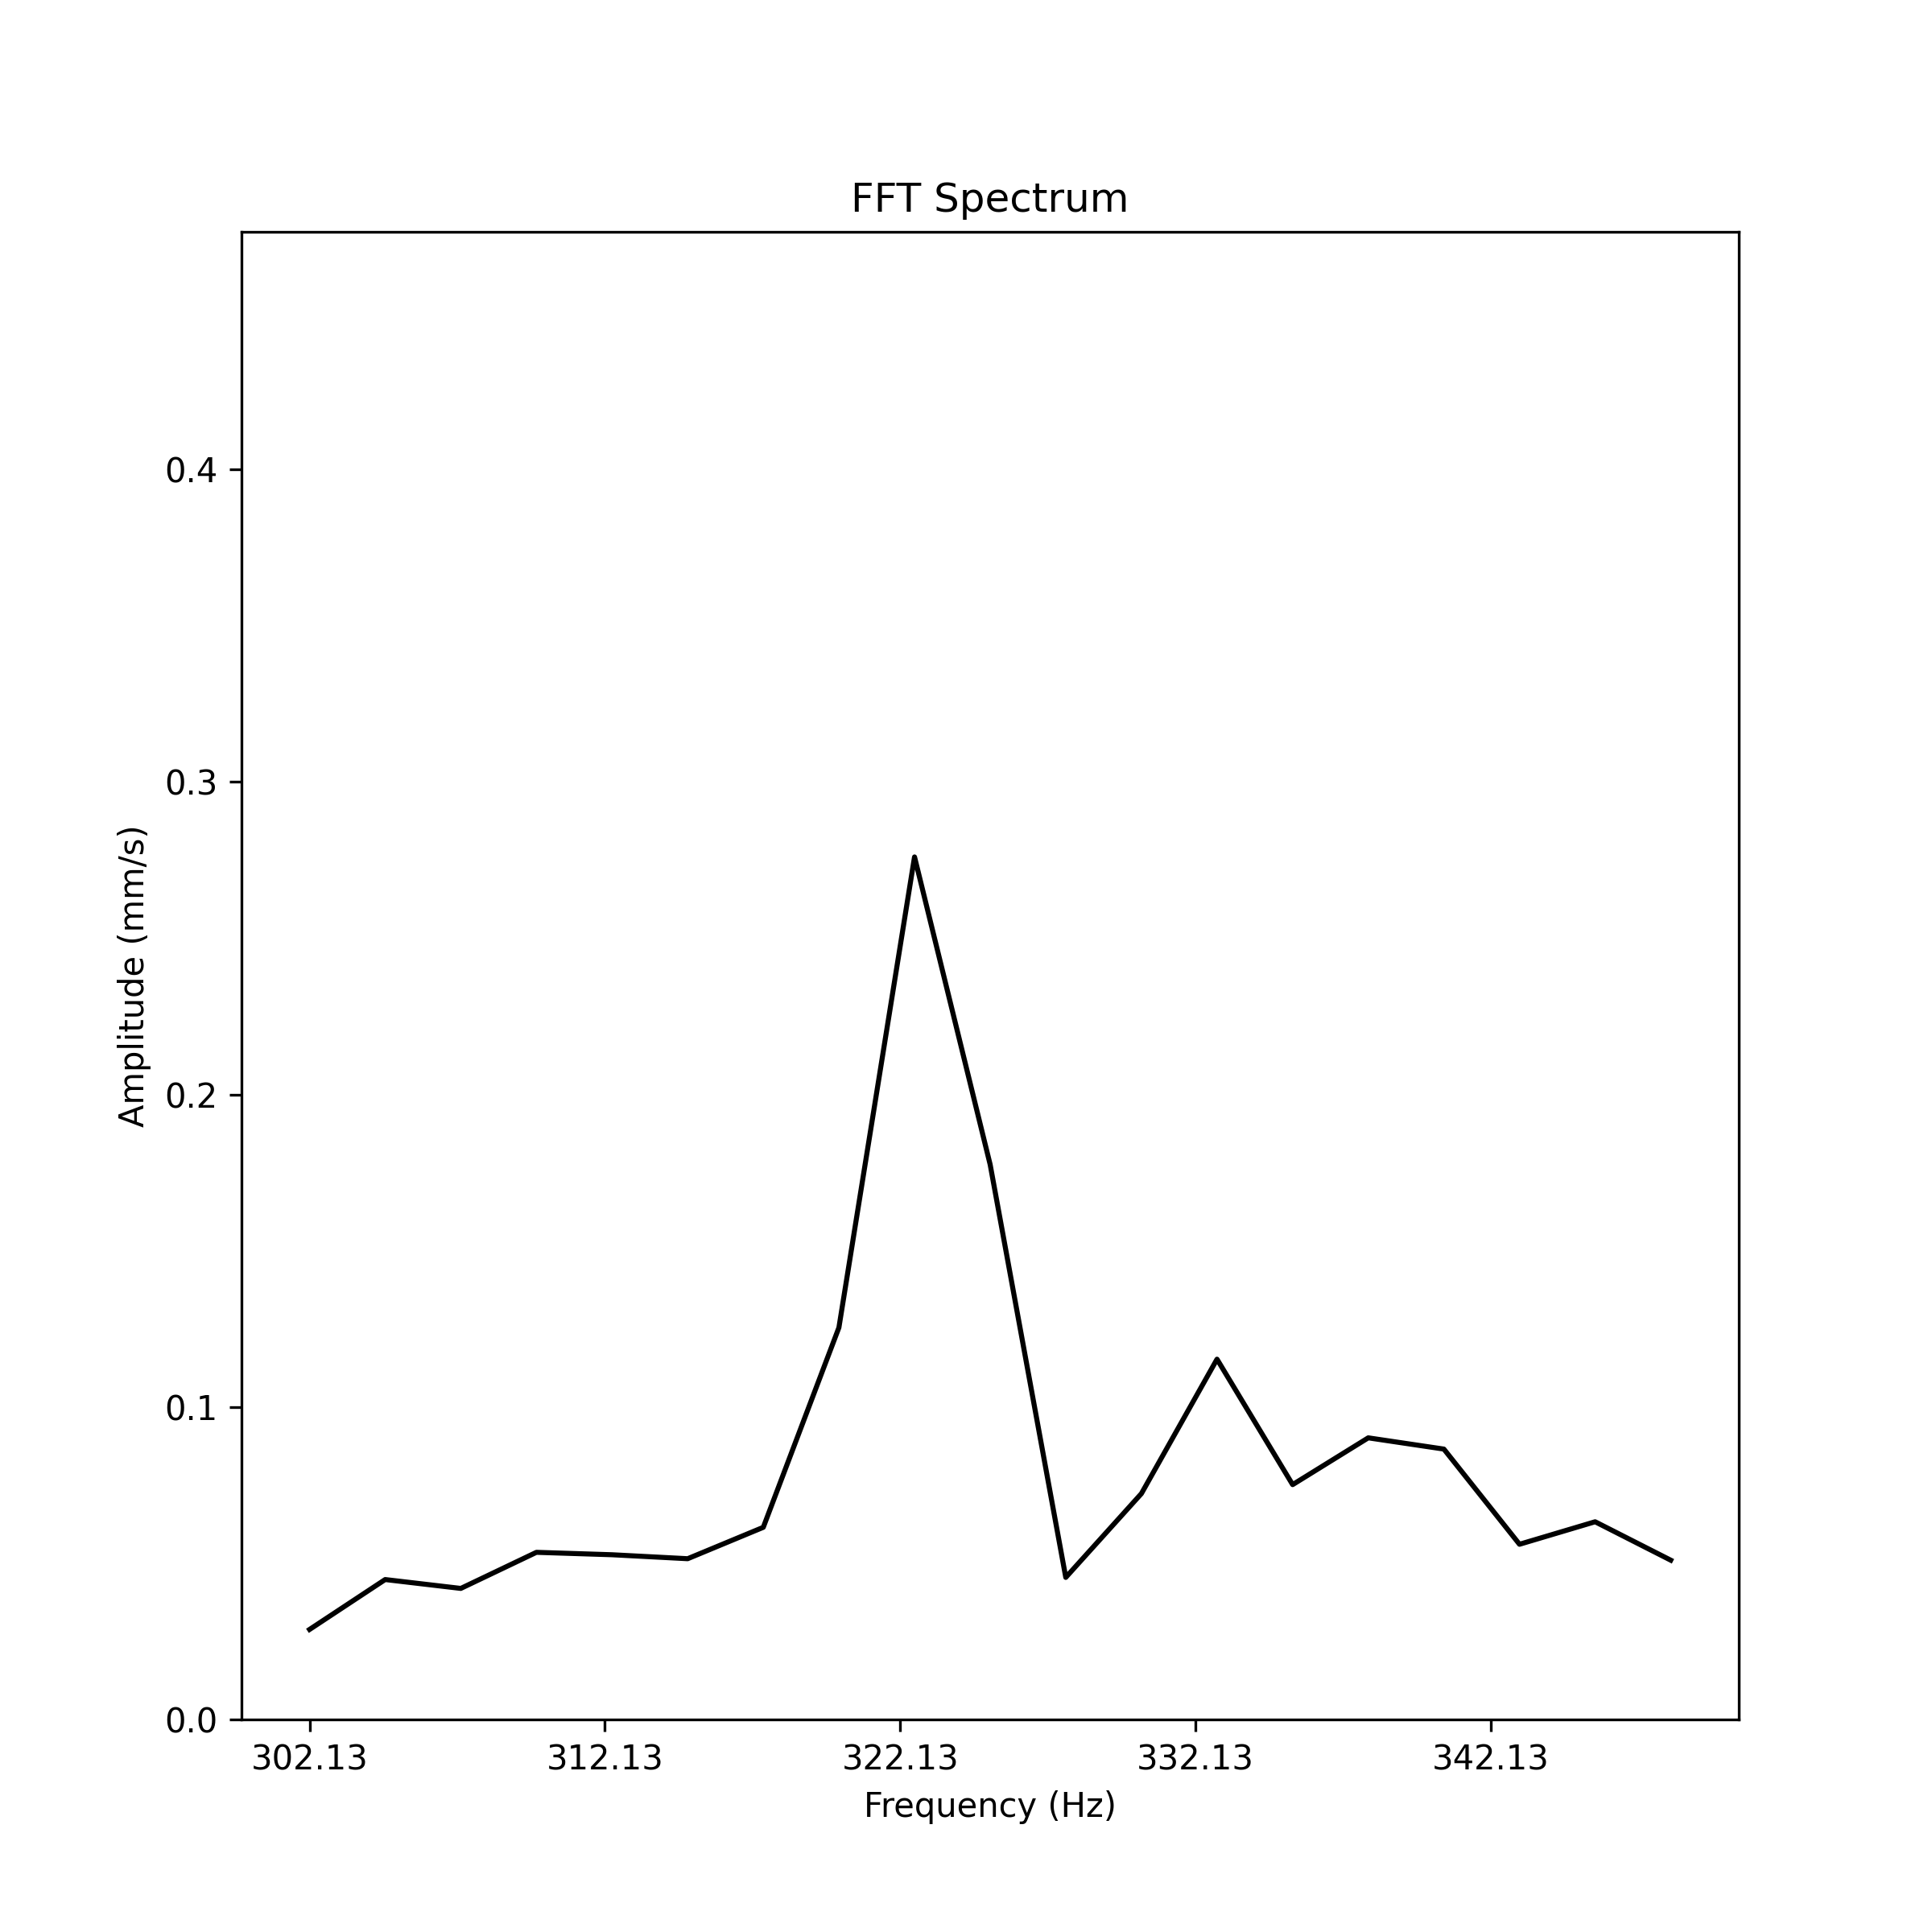 FFT Spectrum
Amplitude (mm/s)
0.4
0.3
0.2
0.1
0.0
302.13 312.13 322.13 332.13 342.13
Frequency (Hz)